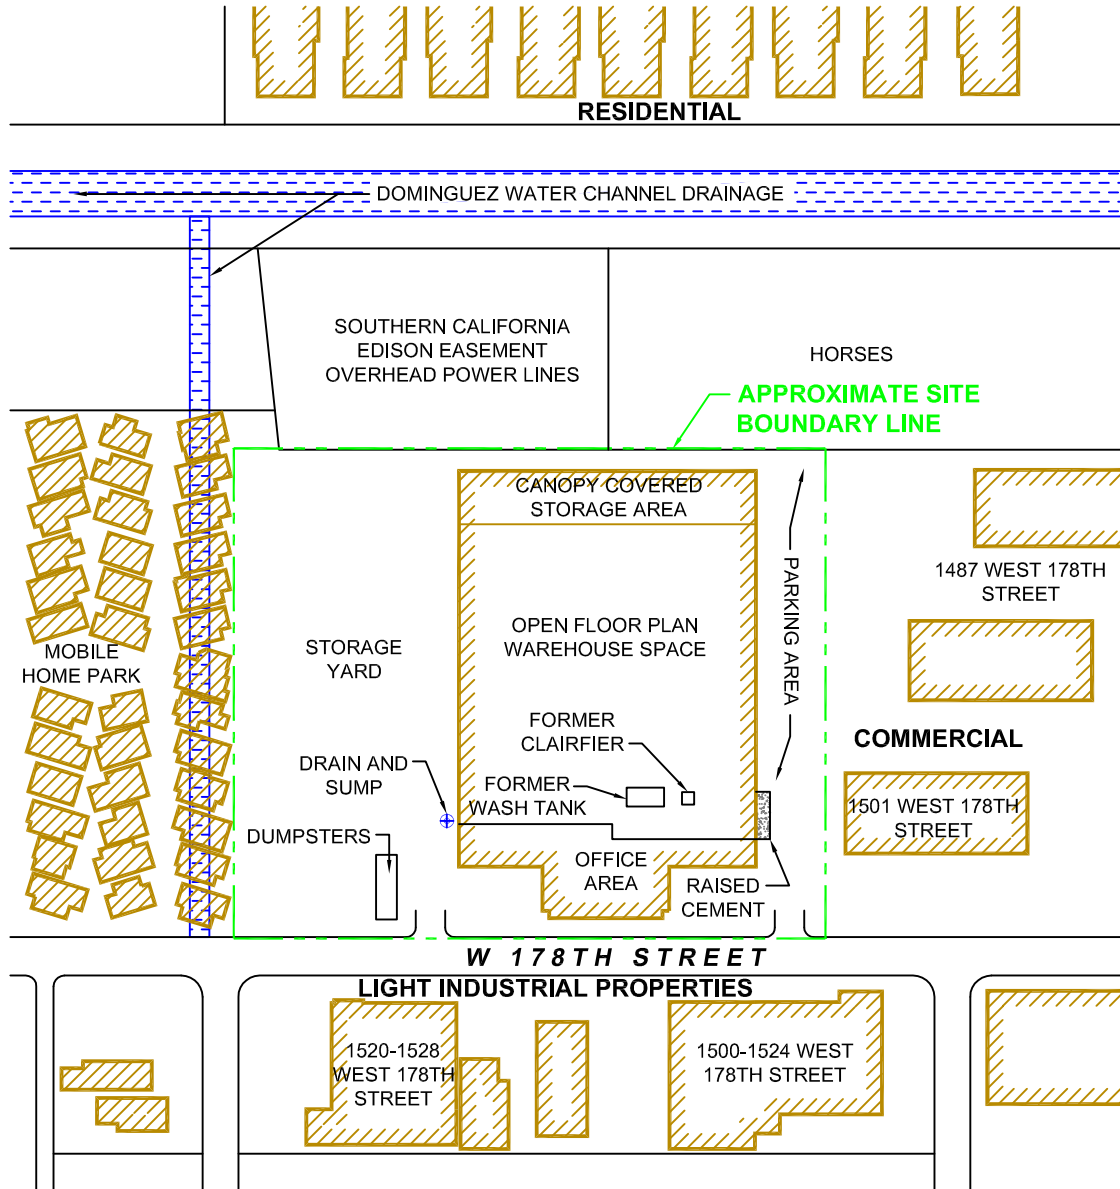 RESIDENTIAL
DOMINGUEZ WATER CHANNEL DRAINAGE
SOUTHERN CALIFORNIA
EDISON EASEMENT
OVERHEAD POWER LINES
HORSES
APPROXIMATE SITE
BOUNDARY LINE
CANOPY COVERED
STORAGE AREA
PARKING AREA
1487 WEST 178TH
STREET
OPEN FLOOR PLAN
WAREHOUSE SPACE
STORAGE
YARD
MOBILE
HOME PARK
FORMER
CLAIRFIER
COMMERCIAL
DRAIN AND
SUMP
FORMER
WASH TANK
1501 WEST 178TH
STREET
DUMPSTERS
OFFICE
AREA
RAISED
CEMENT
W 178TH STREET
LIGHT INDUSTRIAL PROPERTIES
1520-1528
WEST 178TH
STREET
1500-1524 WEST
178TH STREET